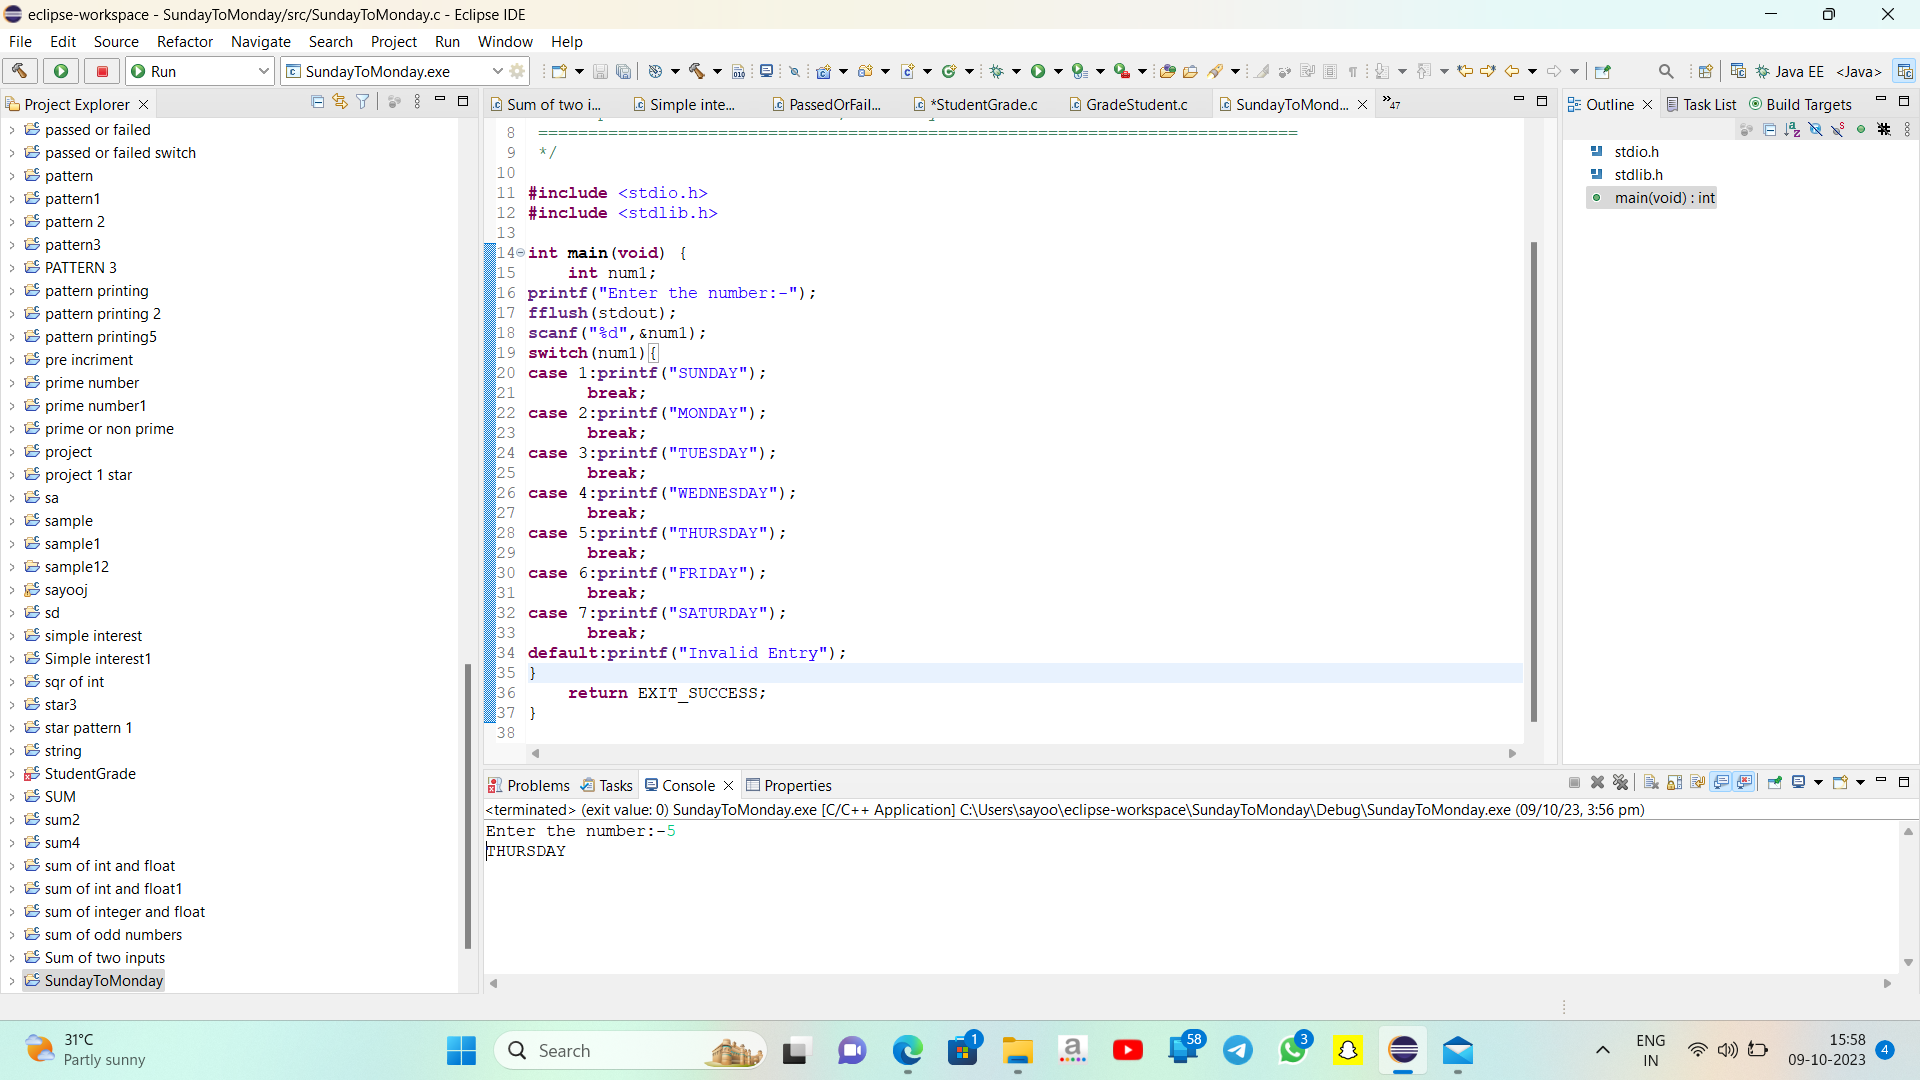 eclipse-workspace - SundayToMonday/src/SundayToMonday.c - Eclipse IDE
File Edit Source Refactor Navigate Search Project Run Window Help
Run
SundayToMonday.exe
Java EE <Java>
Project Explorer
passed or failed
passed or failed switch
pattern
pattern1
pattern 2
pattern3
PATTERN 3
pattern printing
pattern printing 2
pattern printing5
pre incriment
prime number
prime number1
prime or non prime
project
project 1 star
sa
sample
sample1
sample12
sayooj
sd
simple interest
Simple interest1
sqr of int
star3
star pattern 1
string
StudentGrade
SUM
sum2
sum4
sum of int and float
sum of int and float1
sum of integer and float
sum of odd numbers
Sum of two inputs
SundayToMonday
Sum of two i... Simple inte... PassedOrFail... *StudentGrade.c GradeStudent.c SundayToMond... »47
8 ============================================================================
9 */
10
11 #include <stdio.h>
12 #include <stdlib.h>
13
14 int main(void) {
15 int num1;
16 printf("Enter the number:-");
17 fflush(stdout);
18 scanf("%d",&num1);
19 switch(num1){
20 case 1:printf("SUNDAY");
21 break;
22 case 2:printf("MONDAY");
23 break;
24 case 3:printf("TUESDAY");
25 break;
26 case 4:printf("WEDNESDAY");
27 break;
28 case 5:printf("THURSDAY");
29 break;
30 case 6:printf("FRIDAY");
31 break;
32 case 7:printf("SATURDAY");
33 break;
34 default:printf("Invalid Entry");
35 }
36 return EXIT_SUCCESS;
37 }
38
Outline Task List Build Targets
stdio.h
stdlib.h
main(void) : int
Problems Tasks Console Properties
<terminated> (exit value: 0) SundayToMonday.exe [C/C++ Application] C:\Users\sayoo\eclipse-workspace\SundayToMonday\Debug\SundayToMonday.exe (09/10/23, 3:56 pm)
Enter the number:-5
THURSDAY
31°C
Partly sunny
Search
1
58
3
ENG
IN
15:58
09-10-2023
4